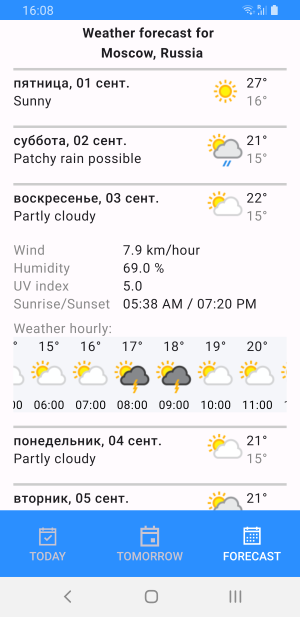 16:08
Weather forecast for
Moscow, Russia
пятница, 01 сент. 27°
Sunny 16°
суббота, 02 сент. 21°
Patchy rain possible 15°
воскресенье, 03 сент. 22°
Partly cloudy 15°
Wind 7.9 km/hour
Humidity 69.0 %
UV index 5.0
Sunrise/Sunset 05:38 AM / 07:20 PM
Weather hourly:
° 15° 16° 17° 18° 19° 20°
00 06:00 07:00 08:00 09:00 10:00 11:00
понедельник, 04 сент. 21°
Partly cloudy 15°
вторник, 05 сент. 21°
TODAY TOMORROW FORECAST